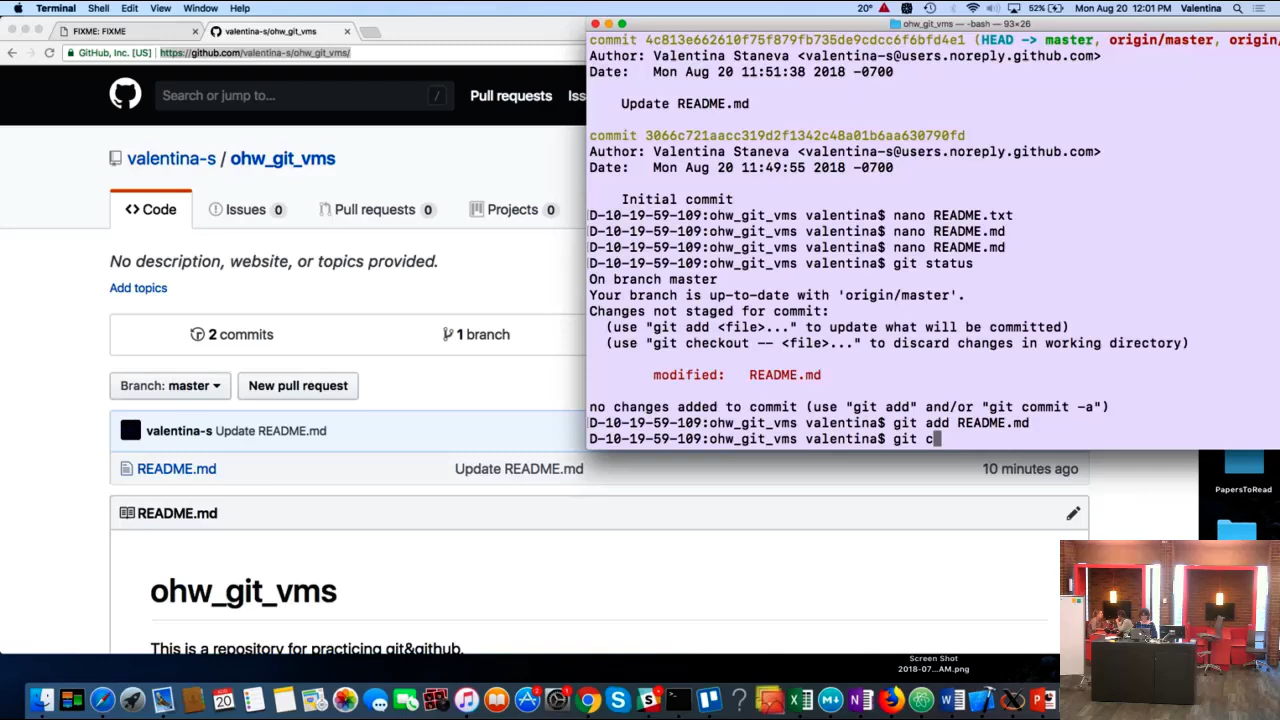 Terminal Shell Edit View Window Help
20° 52% Mon Aug 20 12:01 PM Valentina
FIXME: FIXME
valentina-s/ohw_git_vms
GitHub, Inc. [US] https://github.com/valentina-s/ohw_git_vms/
Search or jump to... /
Pull requests Iss
valentina-s / ohw_git_vms
<> Code
Issues 0
Pull requests 0
Projects 0
No description, website, or topics provided.
Add topics
2 commits
1 branch
Branch: master
New pull request
valentina-s Update README.md
README.md Update README.md 10 minutes ago
README.md
ohw_git_vms
This is a repository for practicing git&github.
ohw_git_vms — -bash — 93×26
commit 4c813e662610f75f879fb735de9cdcc6f6bfd4e1 (HEAD -> master, origin/master, origin/
Author: Valentina Staneva <valentina-s@users.noreply.github.com>
Date: Mon Aug 20 11:51:38 2018 -0700
Update README.md
commit 3066c721aacc319d2f1342c48a01b6aa630790fd
Author: Valentina Staneva <valentina-s@users.noreply.github.com>
Date: Mon Aug 20 11:49:55 2018 -0700
Initial commit
D-10-19-59-109:ohw_git_vms valentina$ nano README.txt
D-10-19-59-109:ohw_git_vms valentina$ nano README.md
D-10-19-59-109:ohw_git_vms valentina$ nano README.md
D-10-19-59-109:ohw_git_vms valentina$ git status
On branch master
Your branch is up-to-date with 'origin/master'.
Changes not staged for commit:
(use "git add <file>..." to update what will be committed)
(use "git checkout -- <file>..." to discard changes in working directory)
modified: README.md
no changes added to commit (use "git add" and/or "git commit -a")
D-10-19-59-109:ohw_git_vms valentina$ git add README.md
D-10-19-59-109:ohw_git_vms valentina$ git c
PapersToRead
Screen Shot
2018-07...AM.png